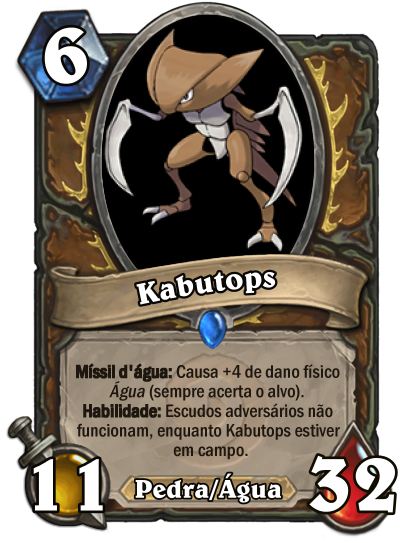 6
Kabutops
Míssil d'água: Causa +4 de dano físico
Água (sempre acerta o alvo).
Habilidade: Escudos adversários não
funcionam, enquanto Kabutops estiver
em campo.
11
Pedra/Água
32